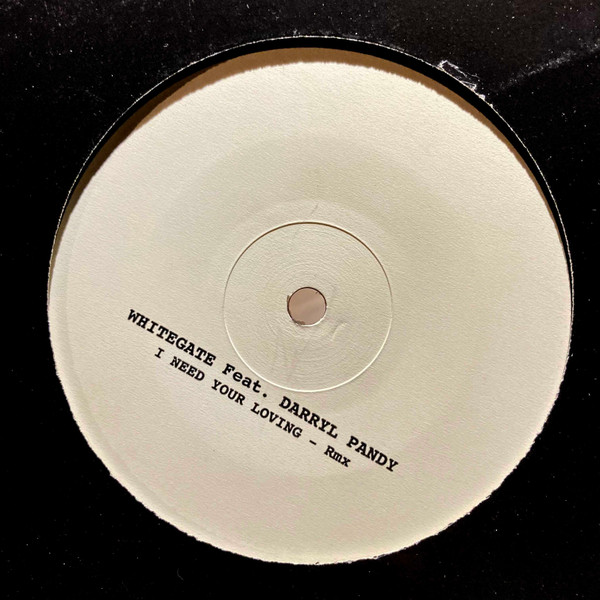 WHITEGATE Feat. DARRYL PANDY
I NEED YOUR LOVING - Rmx